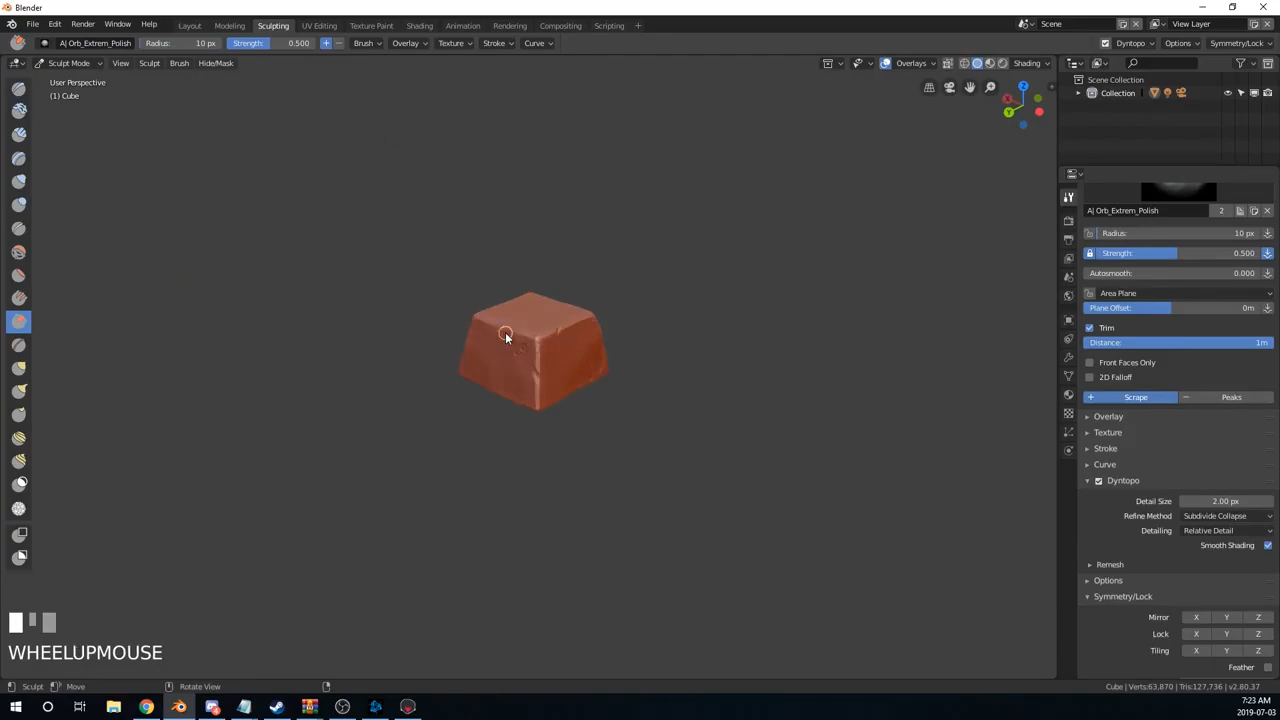 Blender
File Edit Render Window Help Layout Modeling Sculpting UV Editing Texture Paint Shading Animation Rendering Compositing Scripting + Scene View Layer
A| Orb_Extrem_Polish Radius: 10 px Strength: 0.500 Brush Overlay Texture Stroke Curve Dyntopo Options Symmetry/Lock
Sculpt Mode View Sculpt Brush Hide/Mask Overlays Shading
User Perspective
(1) Cube
X
Y
Z
Scene Collection
Collection
A| Orb_Extrem_Polish 2
Radius: 10 px
Strength: 0.500
Autosmooth: 0.000
Area Plane
Plane Offset: 0m
Trim
Distance: 1m
Front Faces Only
2D Falloff
+ Scrape − Peaks
Overlay
Texture
Stroke
Curve
Dyntopo
Detail Size 2.00 px
Refine Method Subdivide Collapse
Detailing Relative Detail
Smooth Shading
Remesh
Options
Symmetry/Lock
Mirror X Y Z
Lock X Y Z
Tiling X Y Z
Feather
WHEELUPMOUSE
Sculpt Move Rotate View Cube | Verts:63,870 | Tris:127,736 | v2.80.37
7:23 AM
2019-07-03